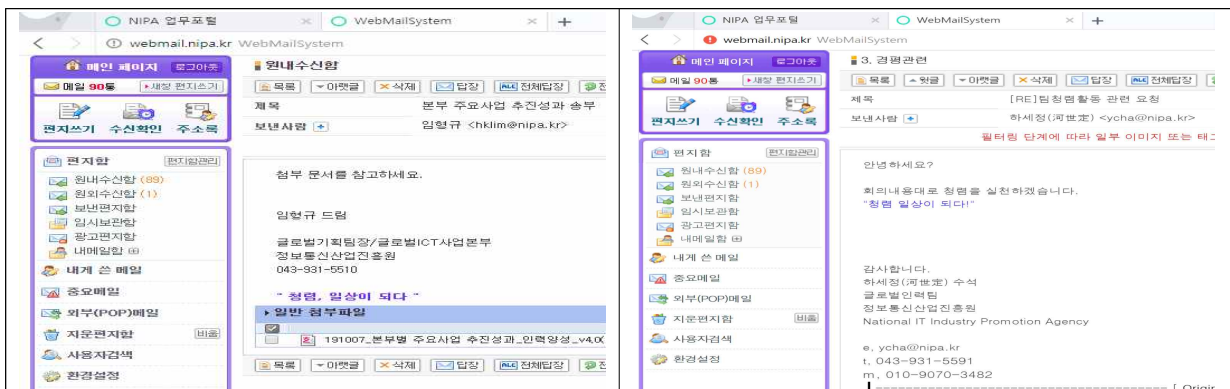 NIPA 업무포털
WebMailSystem
webmail.nipa.kr WebMailSystem
메인 페이지 로그아웃
메일 90통 새창 편지쓰기
편지쓰기 수신확인 주소록
편지함 편지함관리
원내수신함 (89)
원외수신함 (1)
보낸편지함
임시보관함
광고편지함
내메일함
내게 쓴 메일
중요메일
외부(POP)메일
지운편지함 비움
사용자검색
환경설정
원내수신함
목록 아랫글 삭제 답장 ALL 전체답장
제목 본부 주요사업 추진성과 송부
보낸사람 임형규 <hklim@nipa.kr>
첨부 문서를 참고하세요.
임형규 드림
글로벌기획팀장/글로벌ICT사업본부
정보통신산업진흥원
043-931-5510
" 청렴, 일상이 되다 "
일반 첨부파일
191007_본부별 주요사업 추진성과_인력양성_v4.0(
목록 아랫글 삭제 답장 ALL 전체답장
NIPA 업무포털
WebMailSystem
webmail.nipa.kr WebMailSystem
메인 페이지 로그아웃
메일 90통 새창 편지쓰기
편지쓰기 수신확인 주소록
편지함 편지함관리
원내수신함 (89)
원외수신함 (1)
보낸편지함
임시보관함
광고편지함
내메일함
내게 쓴 메일
중요메일
외부(POP)메일
지운편지함 비움
사용자검색
환경설정
3. 경평관련
목록 윗글 아랫글 삭제 답장 ALL 전체답장
제목 [RE]팀청렴활동 관련 요청
보낸사람 하세정(河世定) <ycha@nipa.kr>
필터링 단계에 따라 일부 이미지 또는 태그
안녕하세요?
회의내용대로 청렴을 실천하겠습니다.
"청렴 일상이 되다!"
감사합니다.
하세정(河世定) 수석
글로벌인력팀
정보통신산업진흥원
National IT Industry Promotion Agency
e, ycha@nipa.kr
t, 043-931-5591
m, 010-9070-3482
[ Origin